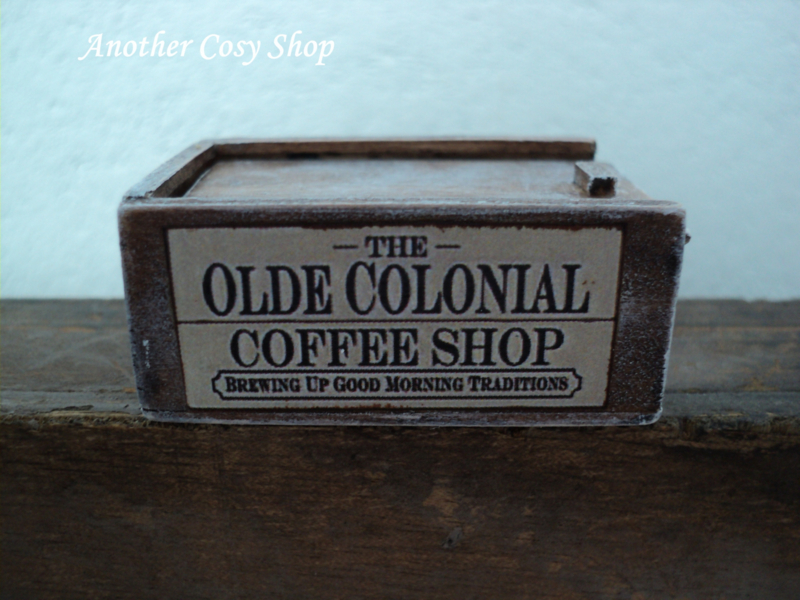 Another Cosy Shop
— THE —
OLDE COLONIAL
COFFEE SHOP
BREWING UP GOOD MORNING TRADITIONS